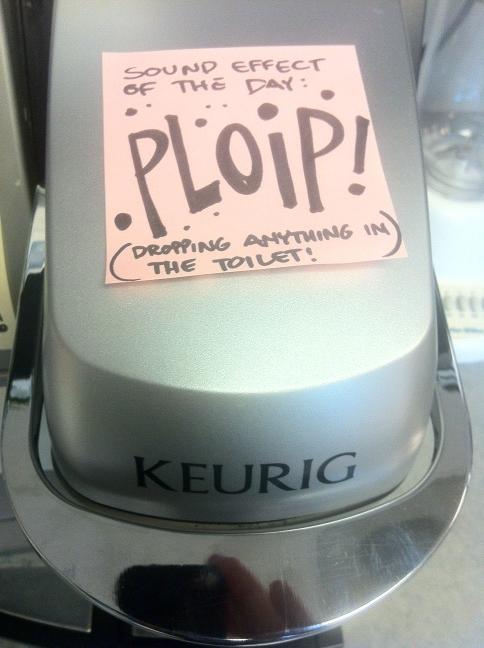 SOUND EFFECT
OF THE DAY:
PLOIP!
(DROPPING ANYTHING IN
THE TOILET!)
KEURIG